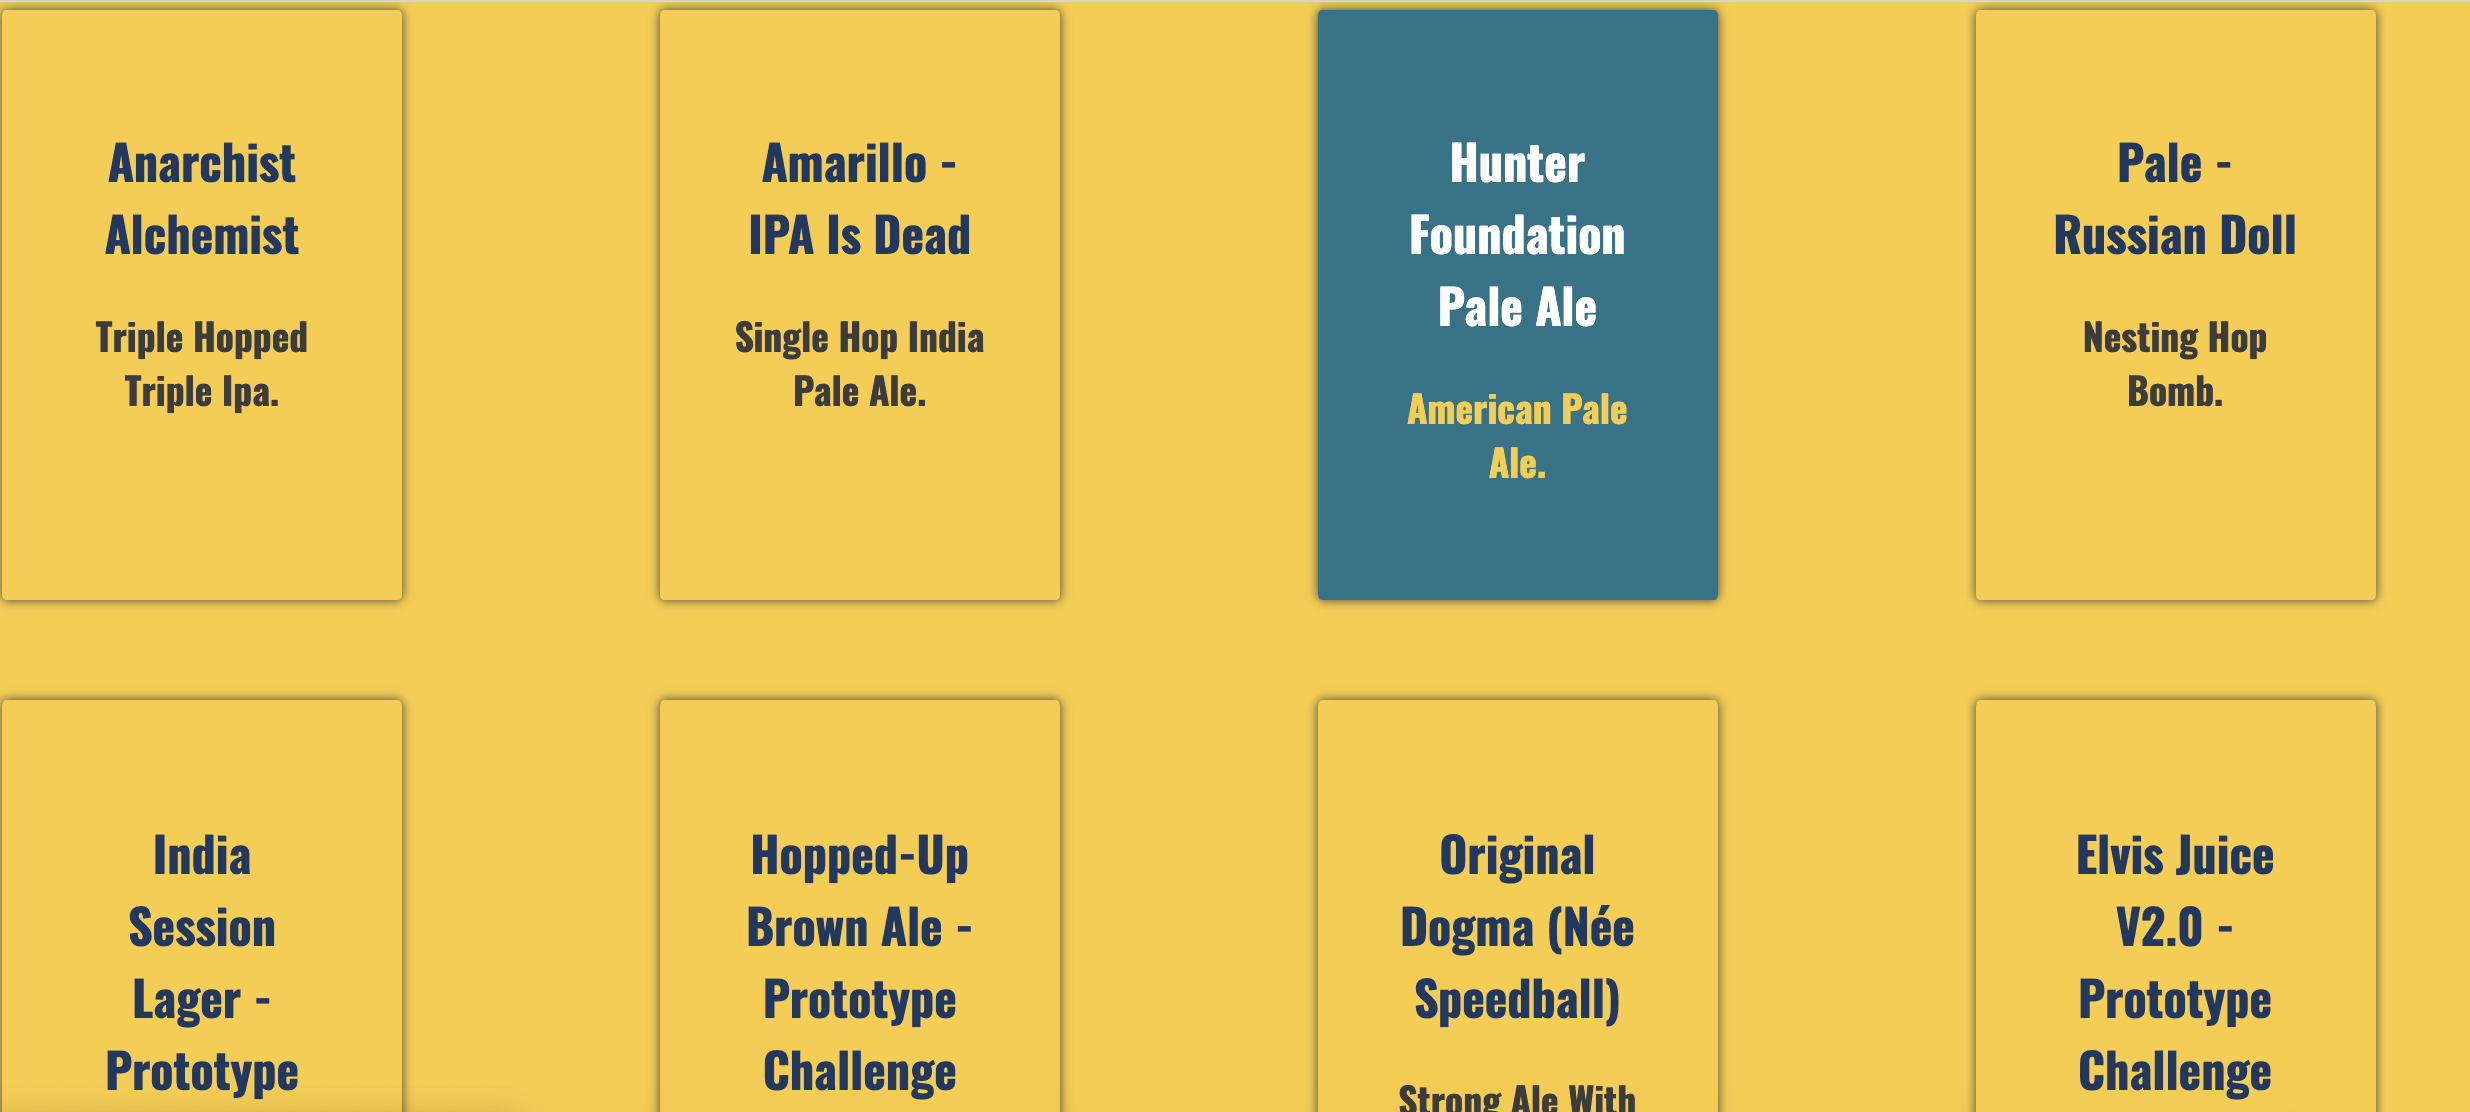 Anarchist
Alchemist
Triple Hopped
Triple Ipa.
Amarillo -
IPA Is Dead
Single Hop India
Pale Ale.
Hunter
Foundation
Pale Ale
American Pale
Ale.
Pale -
Russian Doll
Nesting Hop
Bomb.
India
Session
Lager -
Prototype
Hopped-Up
Brown Ale -
Prototype
Challenge
Original
Dogma (Née
Speedball)
Strong Ale With
Elvis Juice
V2.0 -
Prototype
Challenge